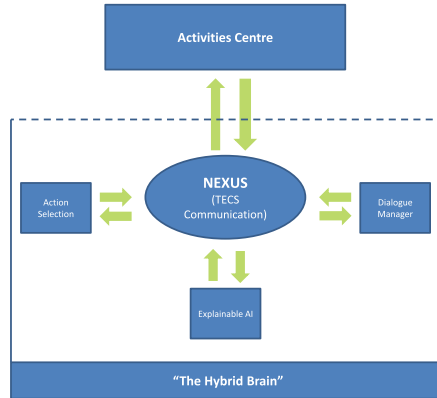 Activities Centre
NEXUS
(TECS
Communication)
Action
Selection
Dialogue
Manager
Explainable AI
“The Hybrid Brain”